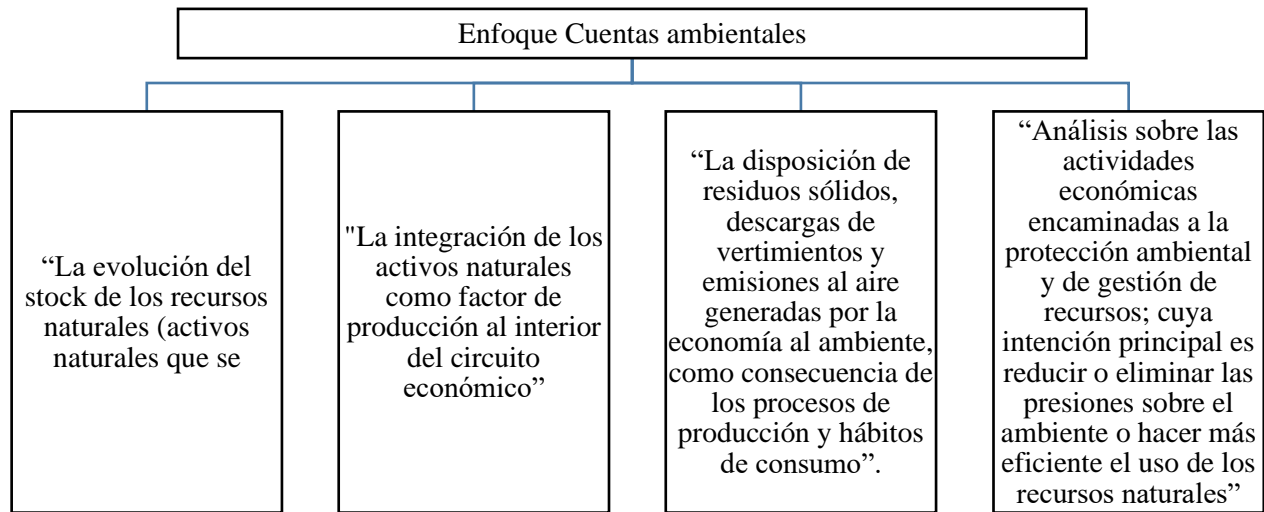 Enfoque Cuentas ambientales
“La evolución del
stock de los recursos
naturales (activos
naturales que se
"La integración de los
activos naturales
como factor de
producción al interior
del circuito
económico”
“La disposición de
residuos sólidos,
descargas de
vertimientos y
emisiones al aire
generadas por la
economía al ambiente,
como consecuencia de
los procesos de
producción y hábitos
de consumo”.
“Análisis sobre las
actividades
económicas
encaminadas a la
protección ambiental
y de gestión de
recursos; cuya
intención principal es
reducir o eliminar las
presiones sobre el
ambiente o hacer más
eficiente el uso de los
recursos naturales”